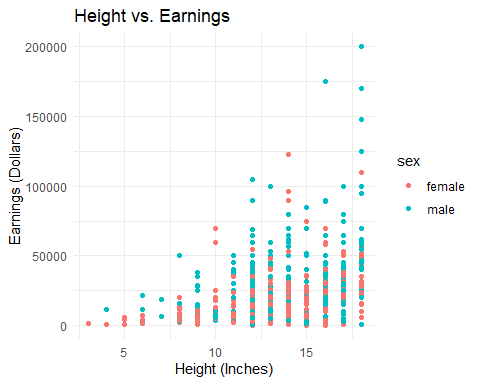 Height vs. Earnings
200000
150000
100000
50000
0
Earnings (Dollars)
5
10
15
Height (Inches)
sex
female
male